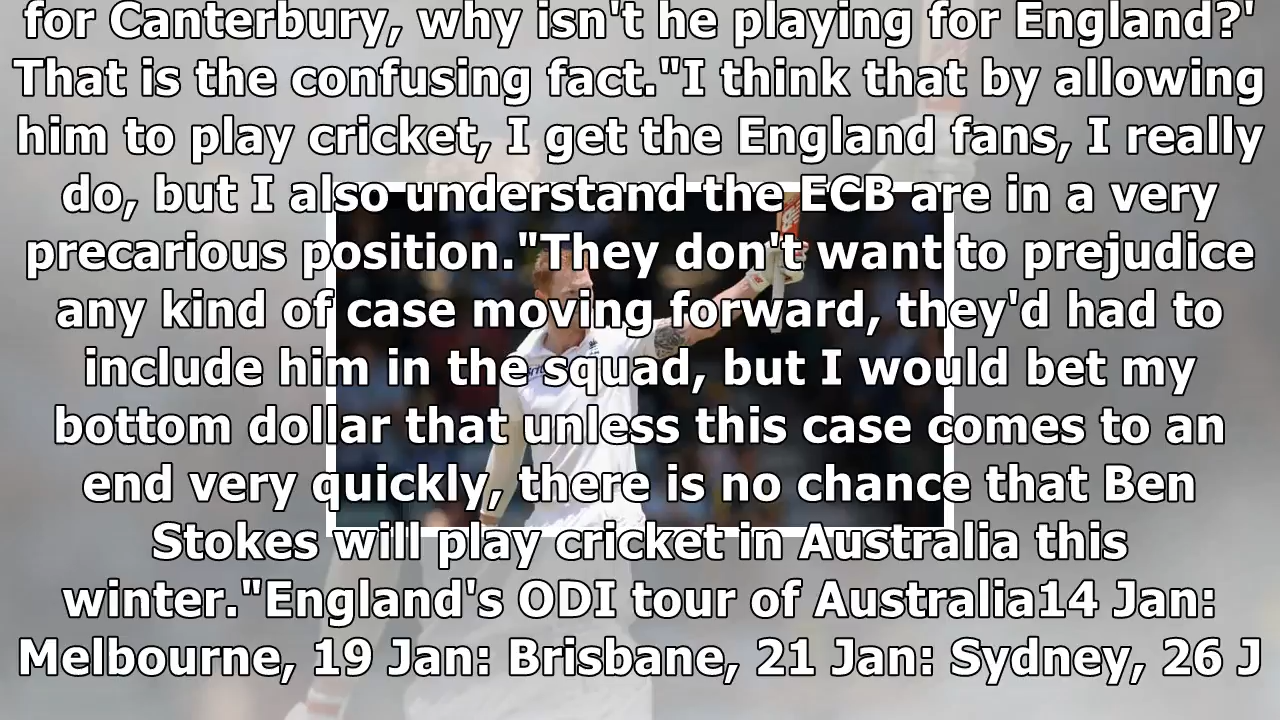 for Canterbury, why isn't he playing for England?'
That is the confusing fact."I think that by allowing
him to play cricket, I get the England fans, I really
do, but I also understand the ECB are in a very
precarious position."They don't want to prejudice
any kind of case moving forward, they'd had to
include him in the squad, but I would bet my
bottom dollar that unless this case comes to an
end very quickly, there is no chance that Ben
Stokes will play cricket in Australia this
winter."England's ODI tour of Australia14 Jan:
Melbourne, 19 Jan: Brisbane, 21 Jan: Sydney, 26 J